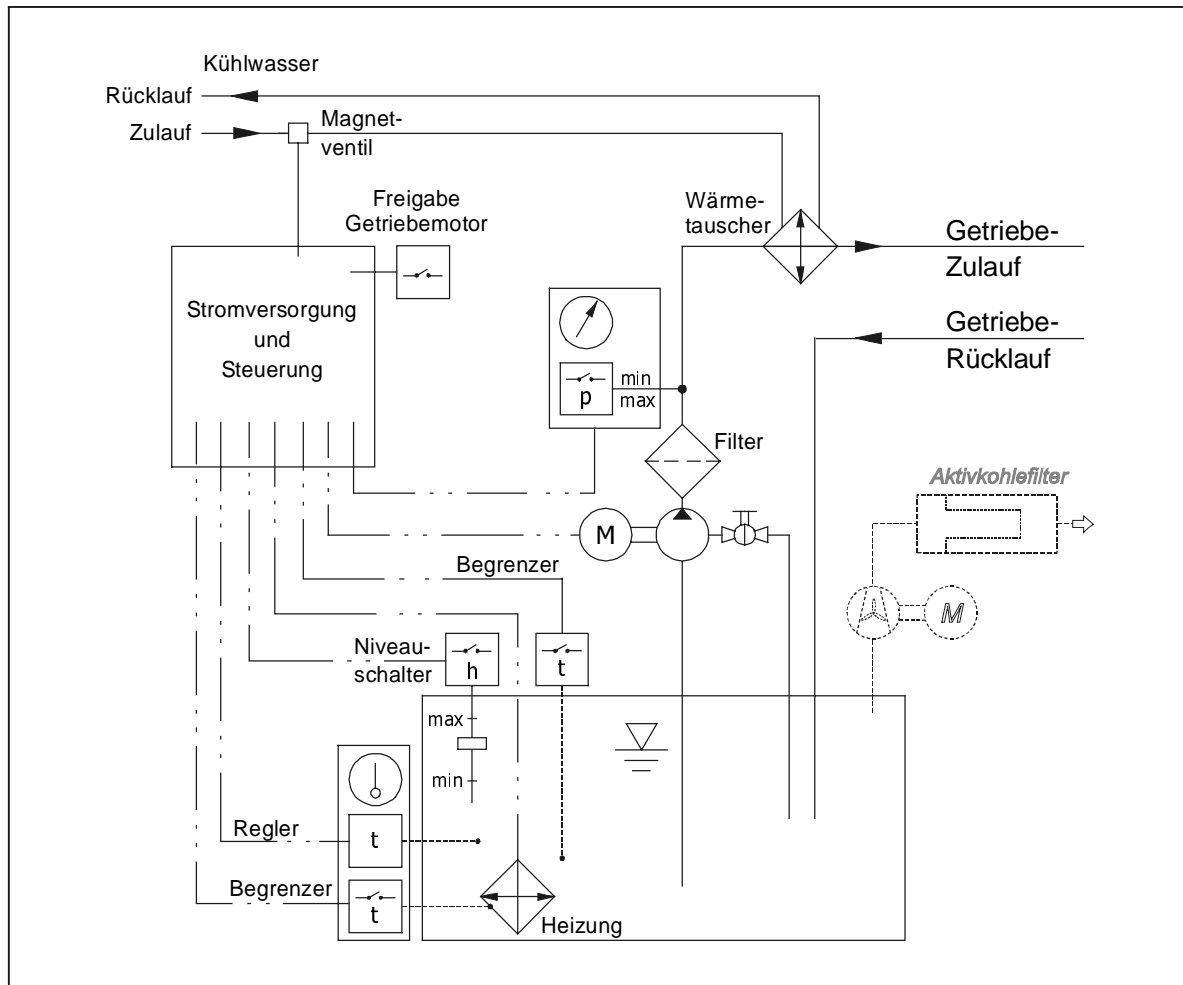 Kühlwasser
Rücklauf
Zulauf
Magnet-
ventil
Freigabe
Getriebemotor
Wärme-
tauscher
Getriebe-
Zulauf
Stromversorgung
und
Steuerung
Getriebe-
Rücklauf
min
max
p
Filter
Aktivkohlefilter
M
Begrenzer
M
Niveau-
schalter
h
t
max
min
Regler
t
Begrenzer
t
Heizung